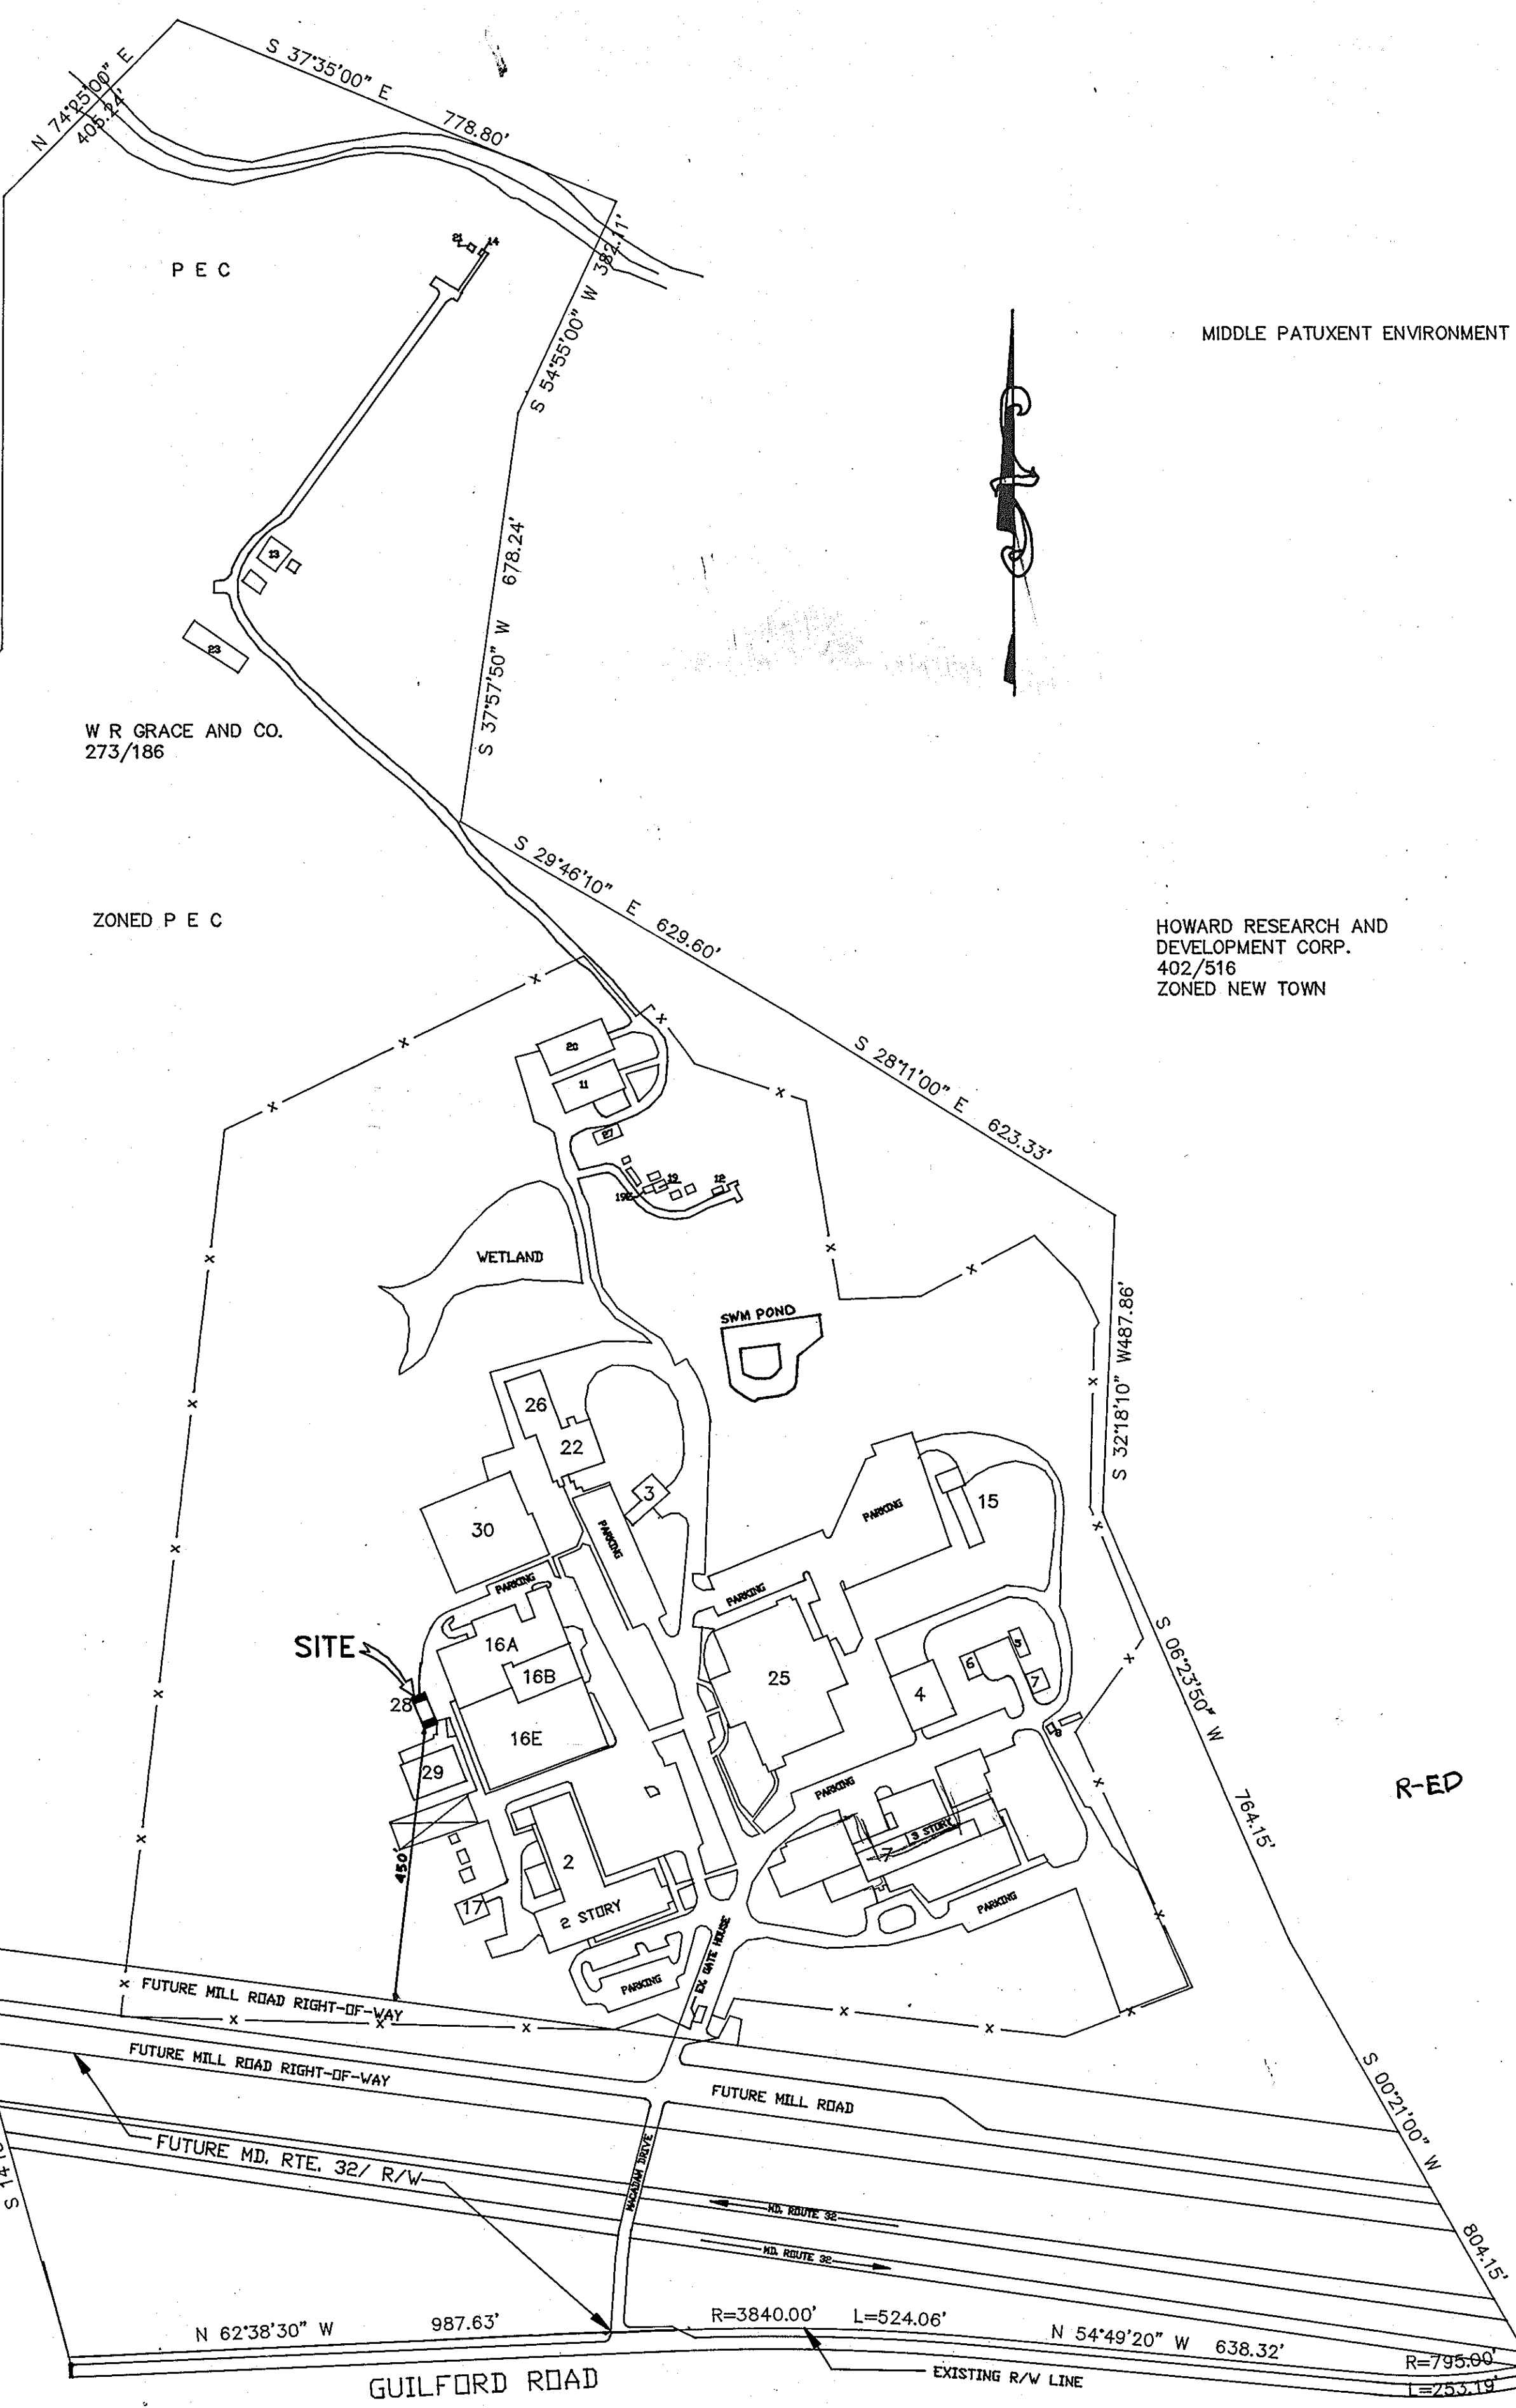 N 74°25'00" E
405.24'
S 37°35'00" E 778.80'
21 14
S 54°55'00" W 382.11'
P E C
MIDDLE PATUXENT ENVIRONMENT
S 37°57'50" W 678.24'
13
23
W R GRACE AND CO.
273/186
S 29°46'10" E 629.60'
ZONED P E C
HOWARD RESEARCH AND
DEVELOPMENT CORP.
402/516
ZONED NEW TOWN
S 28°11'00" E 623.33'
20
11
27
19
12
WETLAND
SWM POND
S 32°18'10" W487.86'
26
22
3
PARKING
30
PARKING
15
PARKING
PARKING
SITE
16A
16B
16E
28
29
25
4
5
6
7
8
S 06°23'50" W 764.15'
R-ED
PARKING
3 STORY
7
PARKING
450'
2
2 STORY
17
PARKING
EX. GATE HOUSE
FUTURE MILL ROAD RIGHT-OF-WAY
FUTURE MILL ROAD RIGHT-OF-WAY
FUTURE MILL ROAD
S 00°21'00" W 804.15'
FUTURE MD. RTE. 32/ R/W
MACADAM DRIVE
MD. ROUTE 32
MD. ROUTE 32
N 62°38'30" W 987.63'
R=3840.00' L=524.06'
N 54°49'20" W 638.32'
R=795.00'
L=253.19'
EXISTING R/W LINE
GUILFORD ROAD